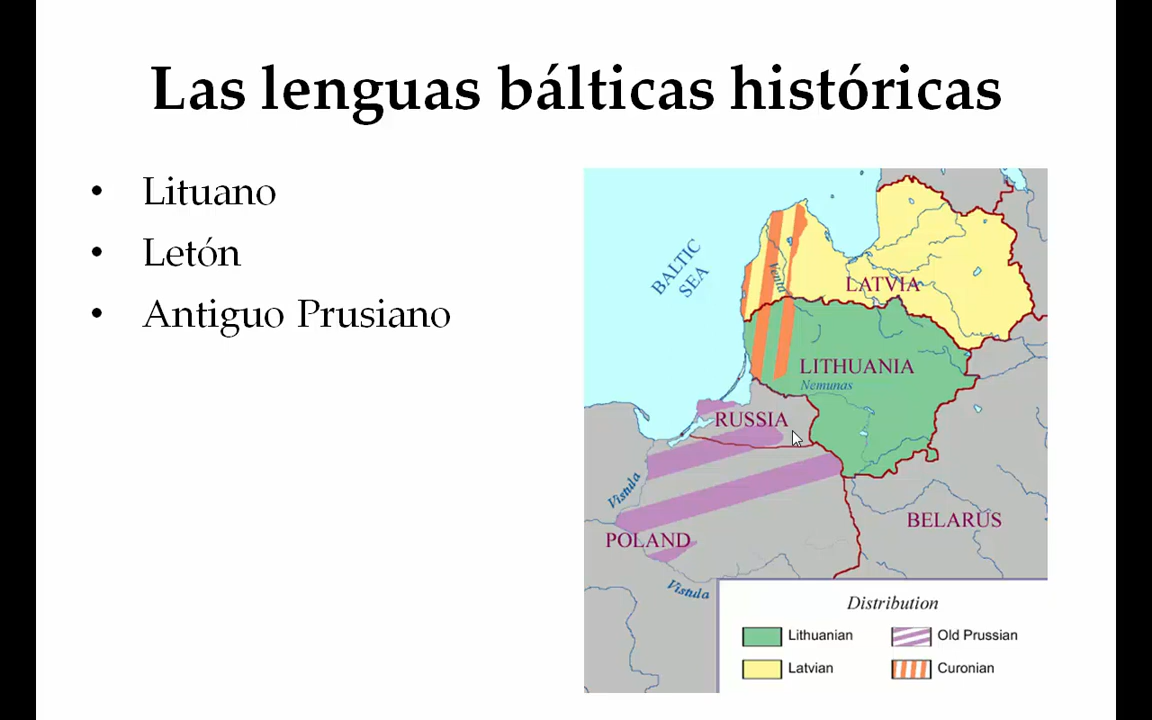 Las lenguas bálticas históricas
• Lituano
• Letón
• Antiguo Prusiano
BALTIC
SEA
Venta
LATVIA
LITHUANIA
Nemunas
RUSSIA
Vistula
POLAND
BELARUS
Vistula
Distribution
Lithuanian
Old Prussian
Latvian
Curonian